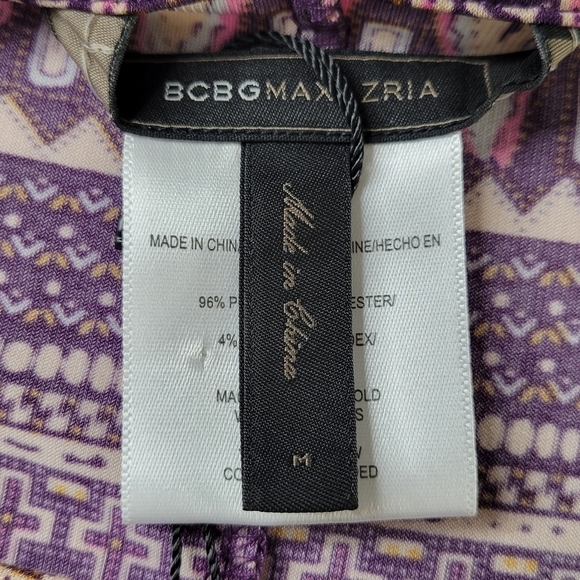 BCBGMAX ZRIA
Made in China
M
MADE IN CHIN INE/HECHO EN
96% P ESTER/
4% DEX/
MA OLD
W S
CO ED